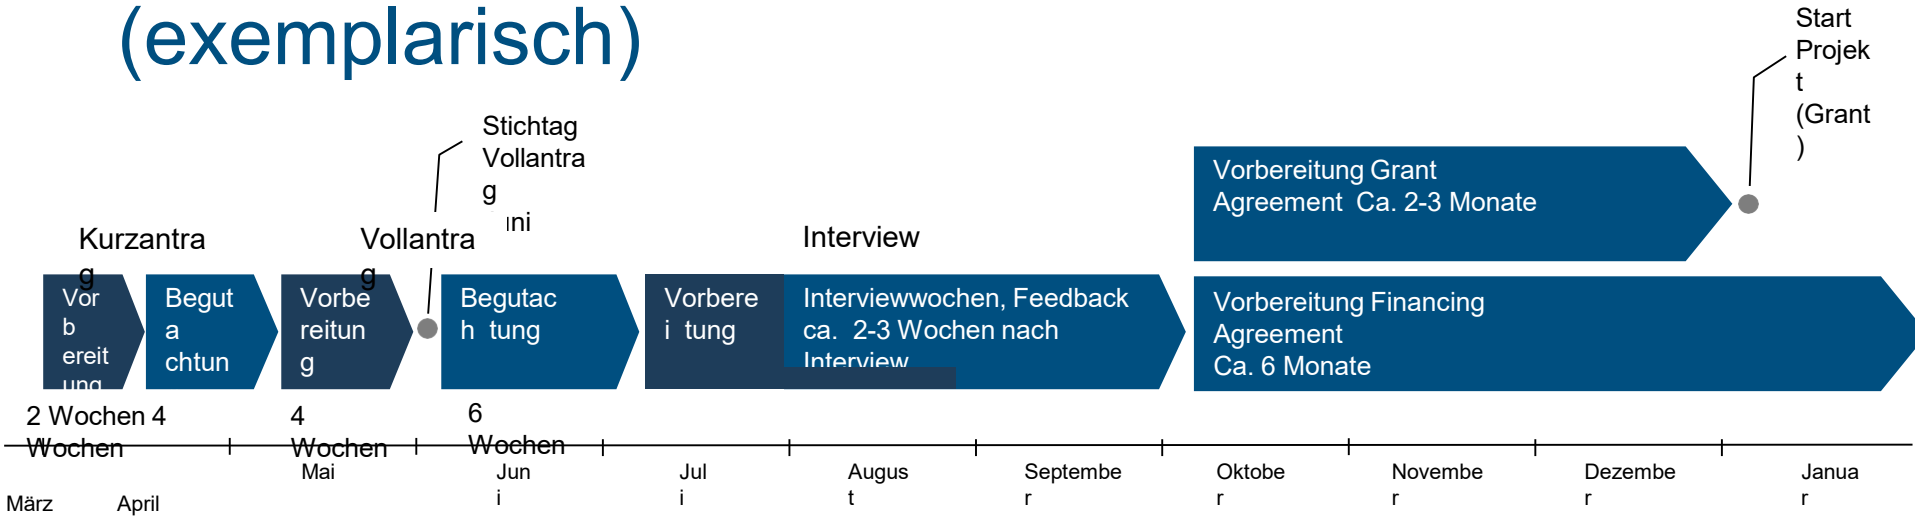 (exemplarisch)
Start
Projek
t
(Grant
)
Stichtag
Vollantra
g
uni
Kurzantra
g
Vollantra
g
Interview
Vorbereitung Grant
Agreement Ca. 2-3 Monate
Vor
b
ereit
ung
Begut
a
chtun
Vorbe
reitun
g
Begutac
h tung
Vorbere
i tung
Interviewwochen, Feedback
ca. 2-3 Wochen nach
Interview
Vorbereitung Financing
Agreement
Ca. 6 Monate
2 Wochen 4
Wochen
4
Wochen
6
Wochen
März
April
Mai
Jun
i
Jul
i
Augus
t
Septembe
r
Oktobe
r
Novembe
r
Dezembe
r
Janua
r